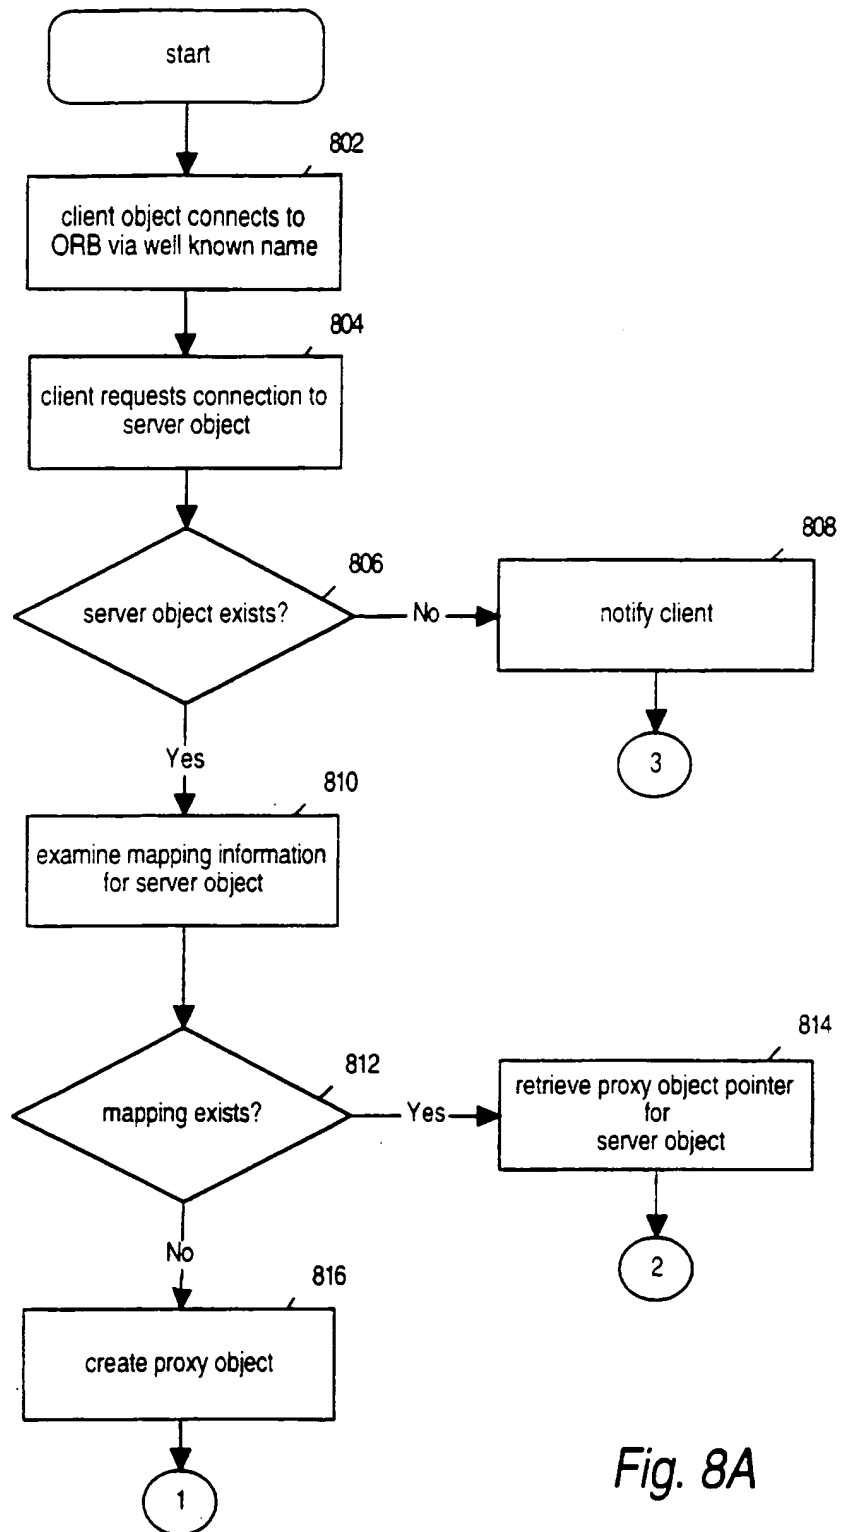 start
802
client object connects to
ORB via well known name
804
client requests connection to
server object
806
server object exists?
No
808
notify client
3
Yes
810
examine mapping information
for server object
812
mapping exists?
Yes
814
retrieve proxy object pointer
for
server object
2
No
816
create proxy object
1
Fig. 8A